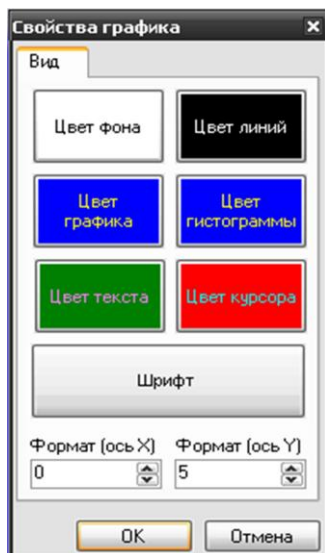 Свойства графика
Вид
Цвет фона
Цвет линий
Цвет
графика
Цвет
гистограммы
Цвет текста
Цвет курсора
Шрифт
Формат (ось X) Формат (ось Y)
0 5
OK Отмена